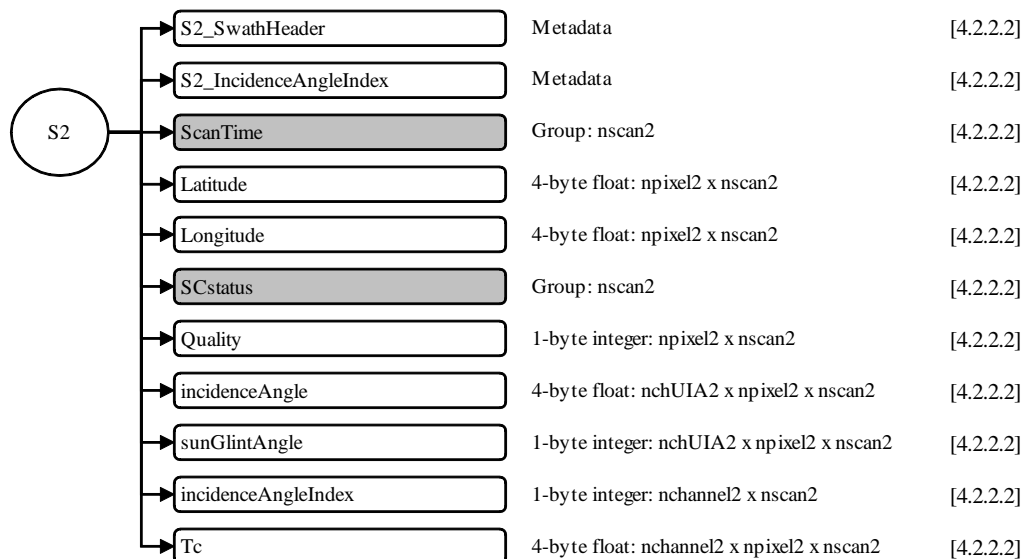 S2_SwathHeader Metadata [4.2.2.2]
S2_IncidenceAngleIndex Metadata [4.2.2.2]
S2 ScanTime Group: nscan2 [4.2.2.2]
Latitude 4-byte float: npixel2 x nscan2 [4.2.2.2]
Longitude 4-byte float: npixel2 x nscan2 [4.2.2.2]
SCstatus Group: nscan2 [4.2.2.2]
Quality 1-byte integer: npixel2 x nscan2 [4.2.2.2]
incidenceAngle 4-byte float: nchUIA2 x npixel2 x nscan2 [4.2.2.2]
sunGlintAngle 1-byte integer: nchUIA2 x npixel2 x nscan2 [4.2.2.2]
incidenceAngleIndex 1-byte integer: nchannel2 x nscan2 [4.2.2.2]
Tc 4-byte float: nchannel2 x npixel2 x nscan2 [4.2.2.2]